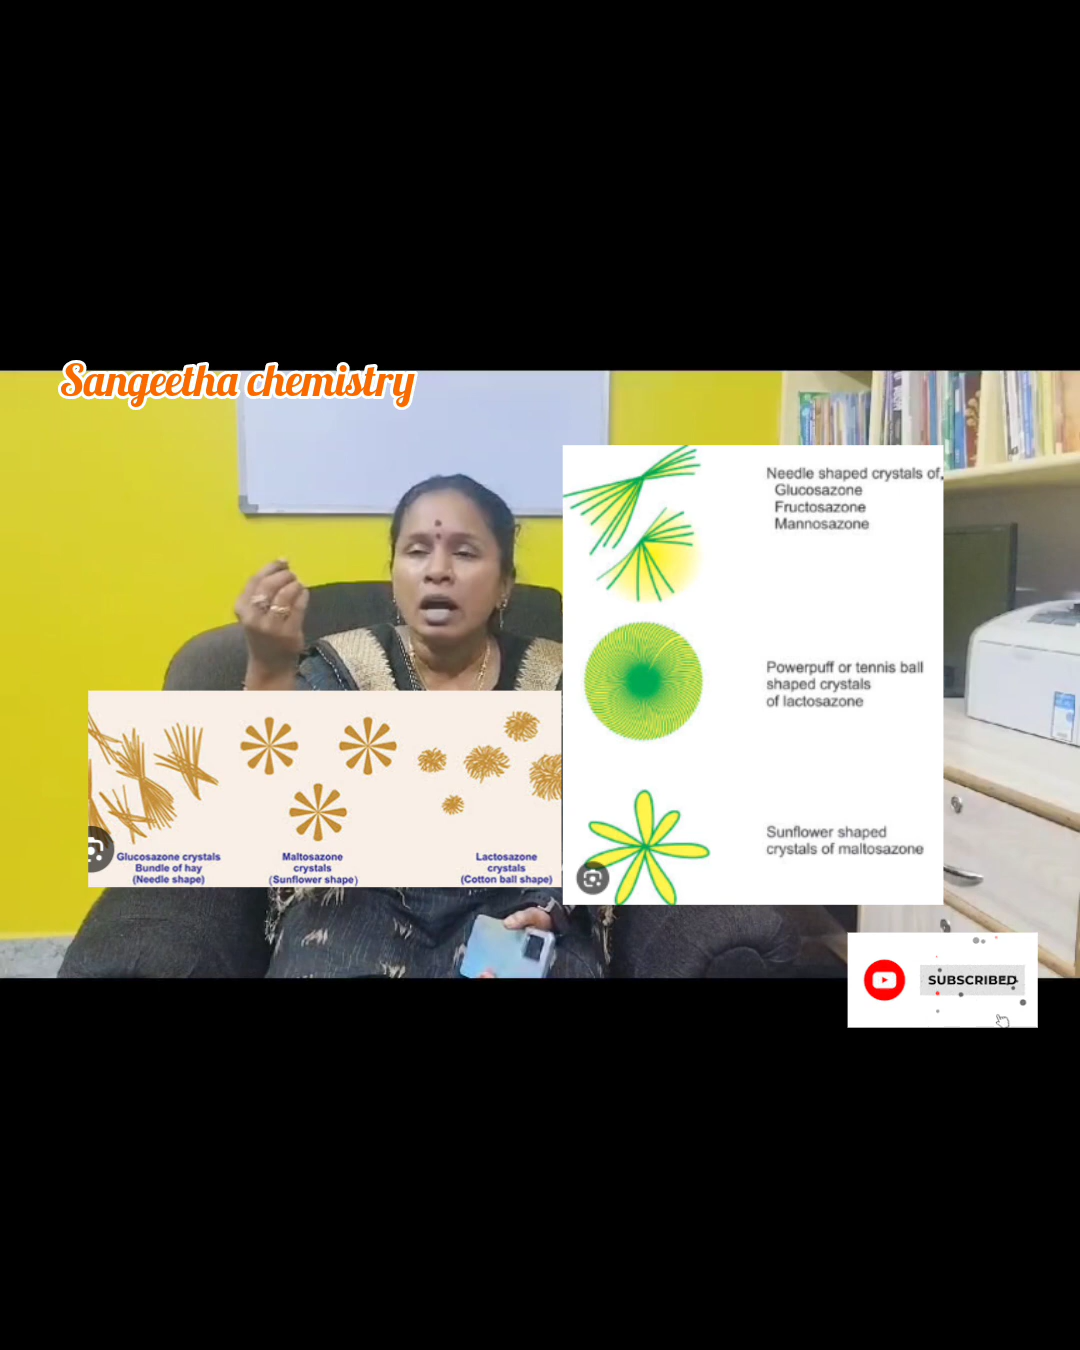 Sangeetha chemistry
Needle shaped crystals of,
Glucosazone
Fructosazone
Mannosazone
Powerpuff or tennis ball
shaped crystals
of lactosazone
Sunflower shaped
crystals of maltosazone
Glucosazone crystals
Bundle of hay
(Needle shape)
Maltosazone
crystals
(Sunflower shape)
Lactosazone
crystals
(Cotton ball shape)
SUBSCRIBED